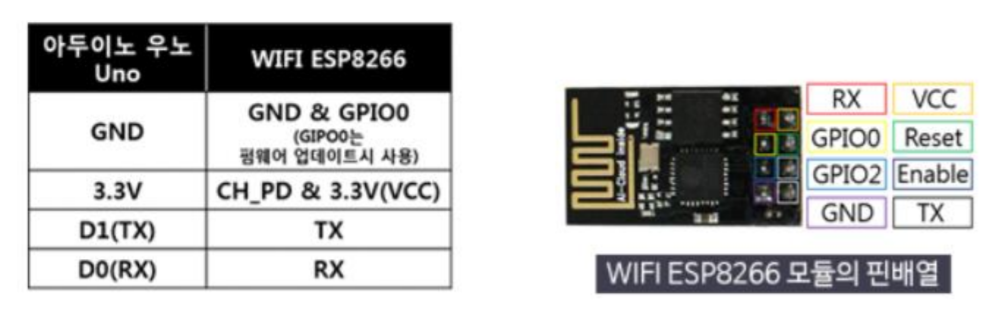 아두이노 우노
Uno
WIFI ESP8266
GND
GND & GPIO0
(GIPO0는
펌웨어 업데이트시 사용)
3.3V
CH_PD & 3.3V(VCC)
D1(TX)
TX
D0(RX)
RX
Ai-Cloud inside
RX
VCC
GPIO0
Reset
GPIO2
Enable
GND
TX
WIFI ESP8266 모듈의 핀배열